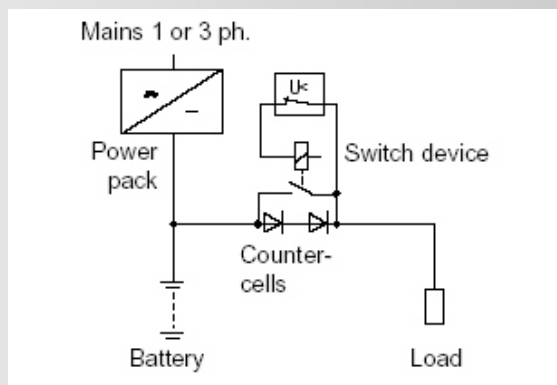 Mains 1 or 3 ph.
U<
Power
pack
Switch device
Counter-
cells
Battery
Load